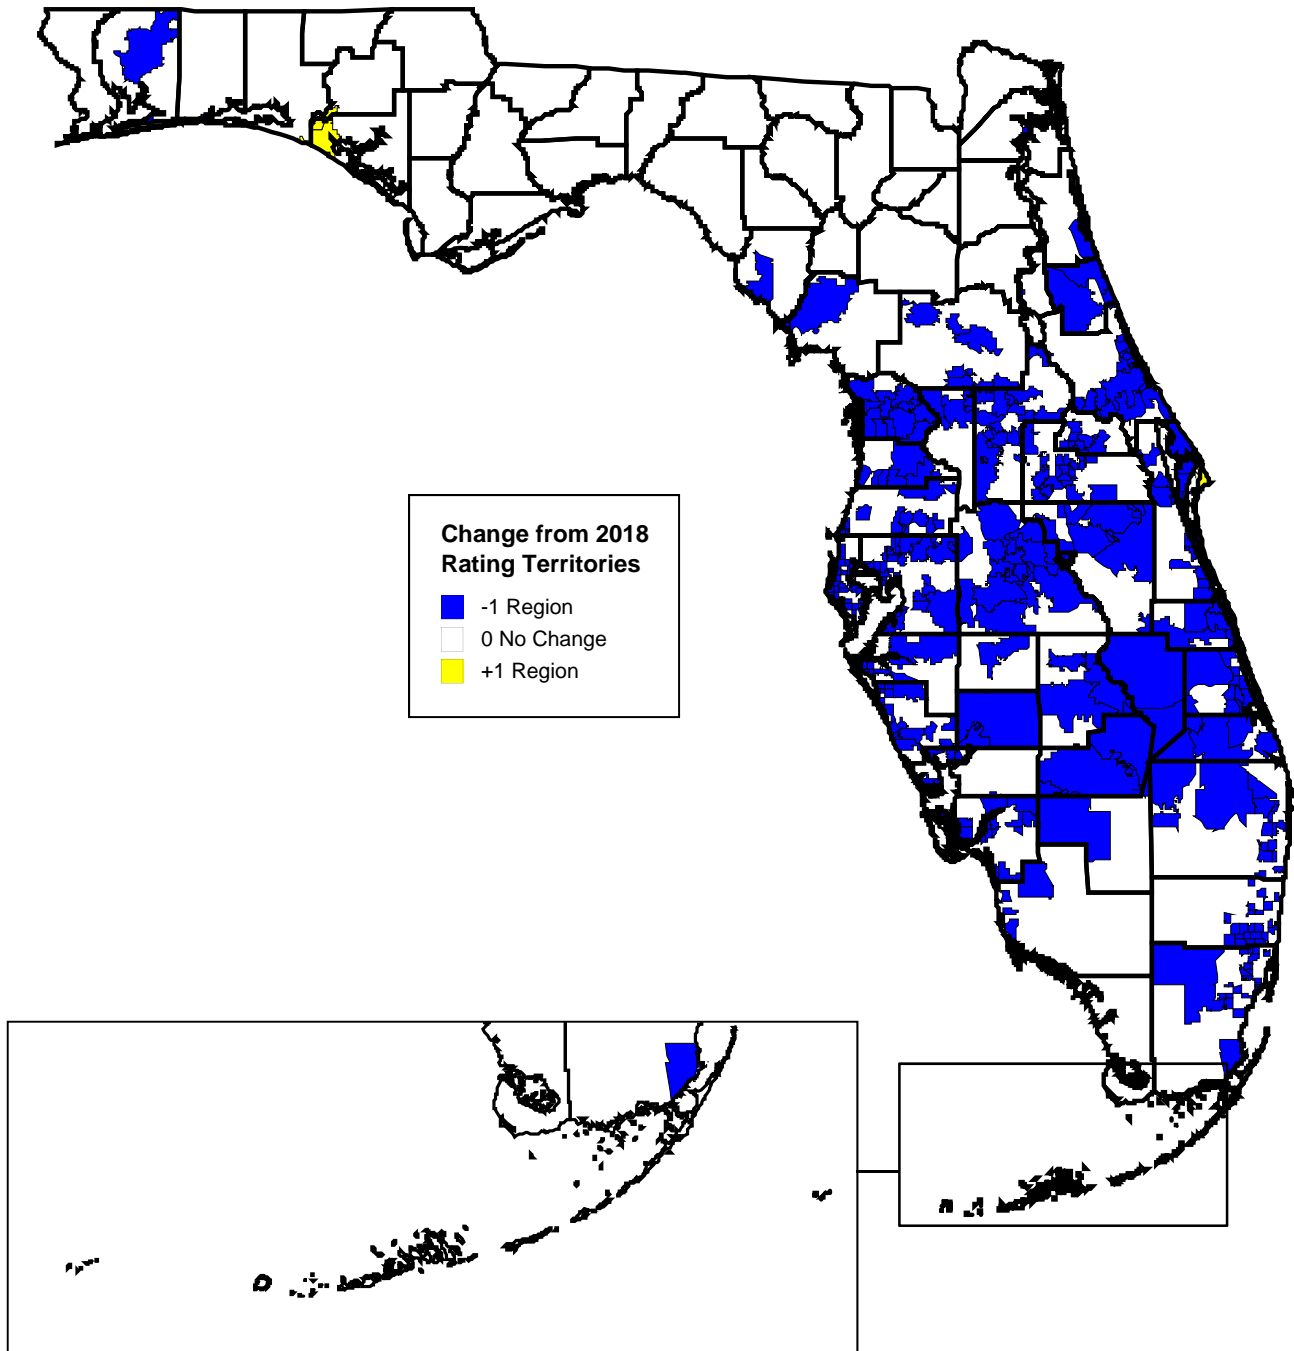 Change from 2018
Rating Territories
-1 Region
0 No Change
+1 Region